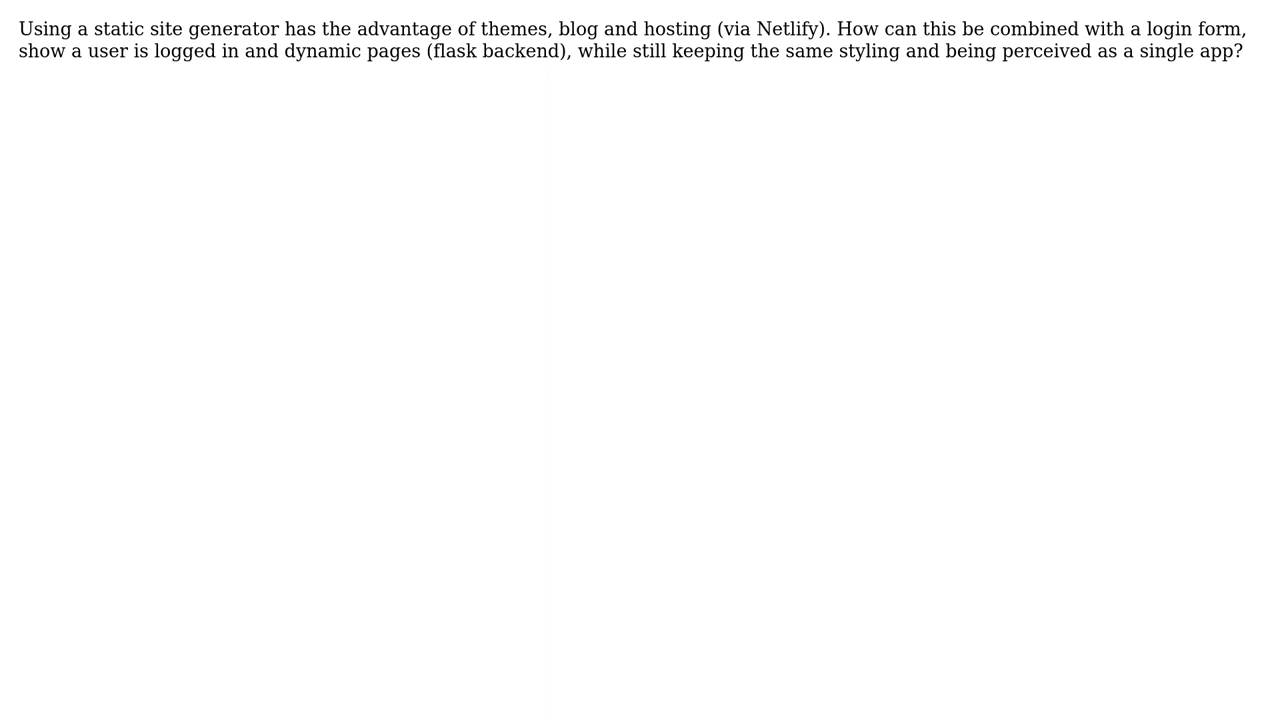 Using a static site generator has the advantage of themes, blog and hosting (via Netlify). How can this be combined with a login form,
show a user is logged in and dynamic pages (flask backend), while still keeping the same styling and being perceived as a single app?